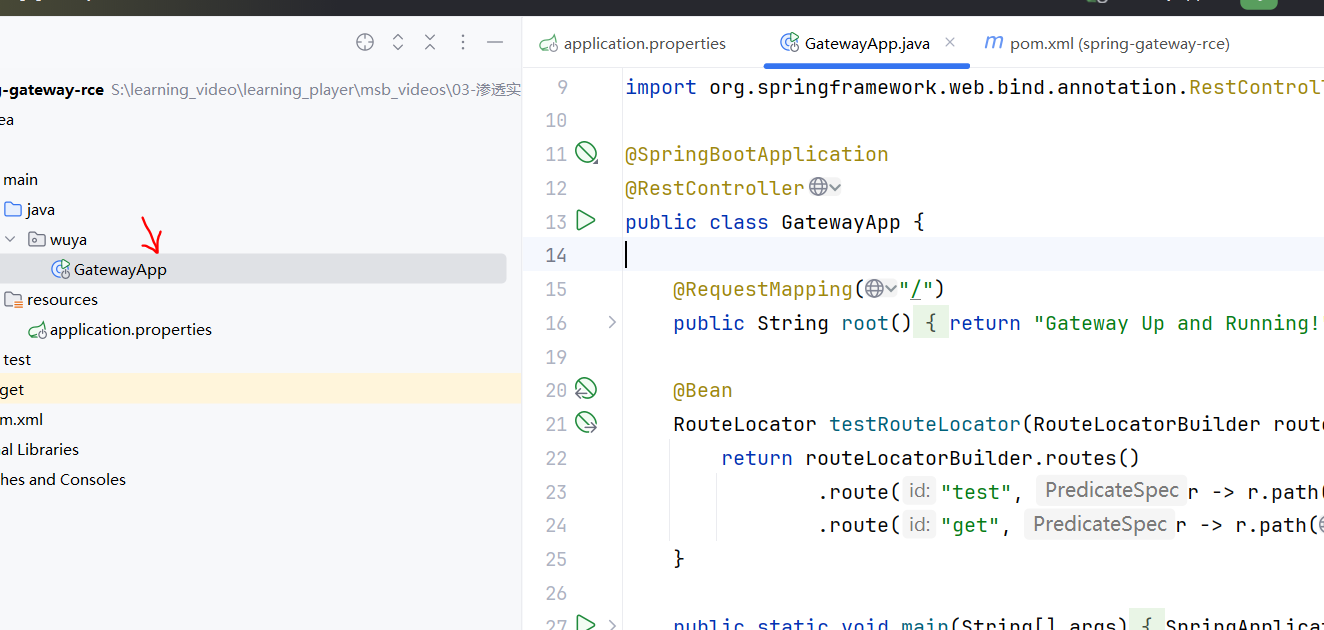 application.properties
GatewayApp.java
pom.xml (spring-gateway-rce)
-gateway-rce S:\learning_video\learning_player\msb_videos\03-渗透实
ea
main
java
wuya
GatewayApp
resources
application.properties
test
get
m.xml
al Libraries
hes and Consoles
9 import org.springframework.web.bind.annotation.RestControl
10
11 @SpringBootApplication
12 @RestController
13 public class GatewayApp {
14
15 @RequestMapping("/")
16 public String root() { return "Gateway Up and Running!
19
20 @Bean
21 RouteLocator testRouteLocator(RouteLocatorBuilder route
22 return routeLocatorBuilder.routes()
23 .route( id: "test", PredicateSpec r -> r.path(
24 .route( id: "get", PredicateSpec r -> r.path(
25 }
26
27 public static void main(String[] args) { SpringApplicat